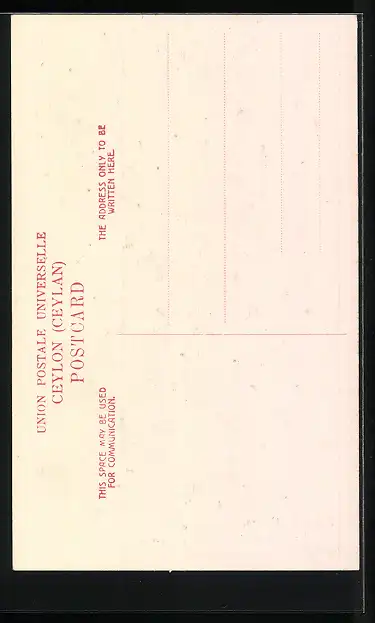 UNION POSTALE UNIVERSELLE
CEYLON (CEYLAN)
POSTCARD
THIS SPACE MAY BE USED
FOR COMMUNICATION.
THE ADDRESS ONLY TO BE
WRITTEN HERE.